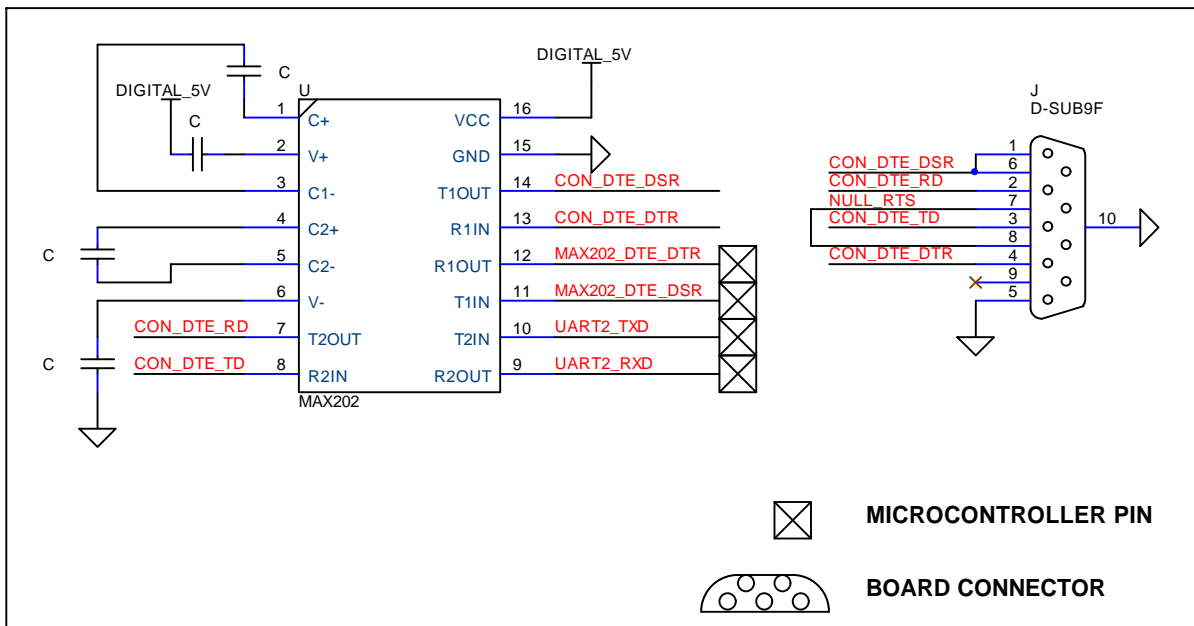 C
DIGITAL_5V
DIGITAL_5V
C
U
1 C+ VCC 16
2 V+ GND 15
3 C1- T1OUT 14 CON_DTE_DSR
4 C2+ R1IN 13 CON_DTE_DTR
C
5 C2- R1OUT 12 MAX202_DTE_DTR
6 V- T1IN 11 MAX202_DTE_DSR
CON_DTE_RD 7 T2OUT T2IN 10 UART2_TXD
C
CON_DTE_TD 8 R2IN R2OUT 9 UART2_RXD
MAX202
J
D-SUB9F
1
CON_DTE_DSR 6
CON_DTE_RD 2
NULL_RTS 7
CON_DTE_TD 3
10
8
CON_DTE_DTR 4
9
5
MICROCONTROLLER PIN
BOARD CONNECTOR